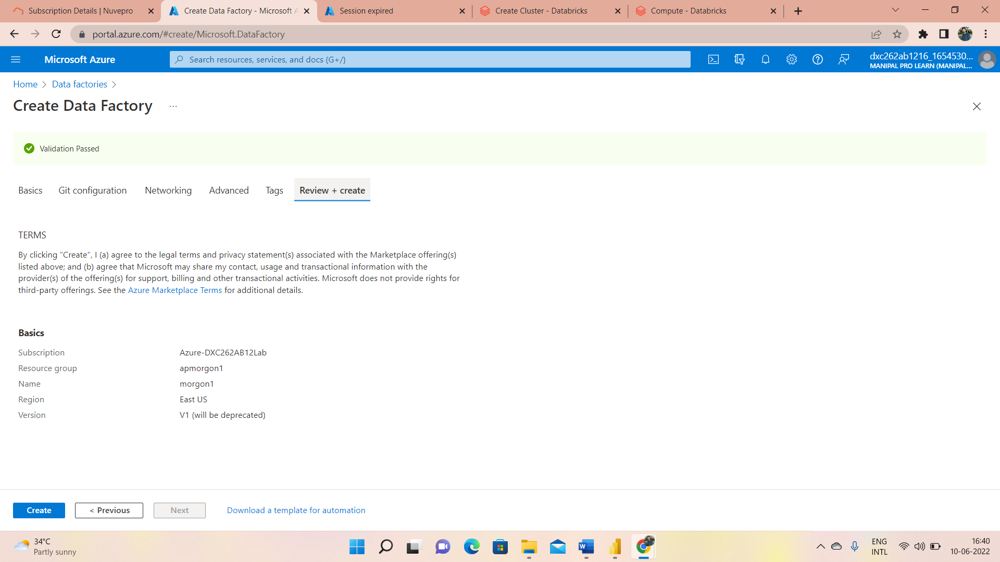 Subscription Details | Nuvepro
Create Data Factory - Microsoft A
Session expired
Create Cluster - Databricks
Compute - Databricks
portal.azure.com/#create/Microsoft.DataFactory
Microsoft Azure
Search resources, services, and docs (G+/)
dxc262ab1216_1654530...
MANIPAL PRO LEARN (MANIPAL...
Home > Data factories >
Create Data Factory ...
Validation Passed
Basics
Git configuration
Networking
Advanced
Tags
Review + create
TERMS
By clicking "Create", I (a) agree to the legal terms and privacy statement(s) associated with the Marketplace offering(s)
listed above; and (b) agree that Microsoft may share my contact, usage and transactional information with the
provider(s) of the offering(s) for support, billing and other transactional activities. Microsoft does not provide rights for
third-party offerings. See the Azure Marketplace Terms for additional details.
Basics
Subscription Azure-DXC262AB12Lab
Resource group apmorgon1
Name morgon1
Region East US
Version V1 (will be deprecated)
Create
< Previous
Next
Download a template for automation
34°C
Partly sunny
ENG
INTL
16:40
10-06-2022